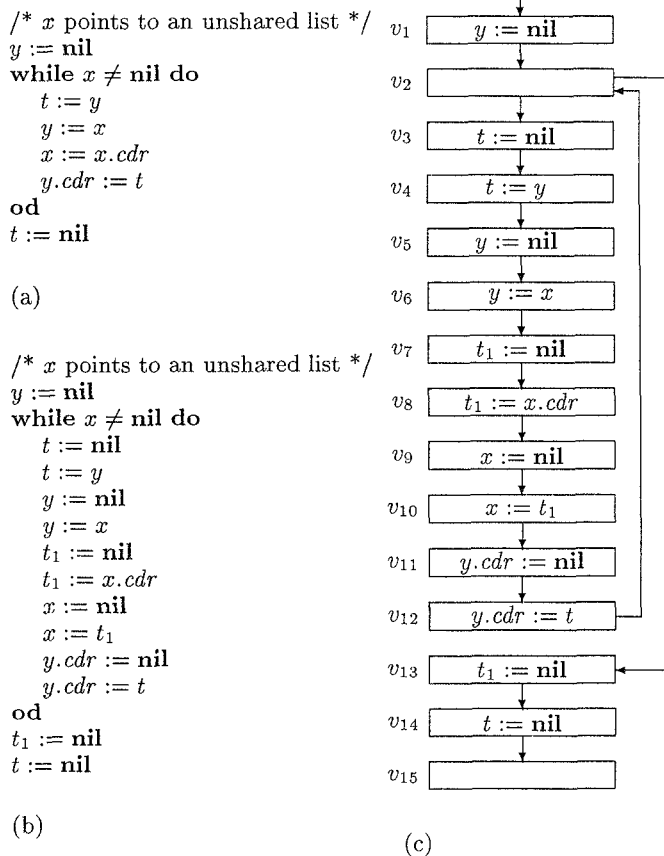 /* x points to an unshared list */
y := nil
while x ≠ nil do
t := y
y := x
x := x.cdr
y.cdr := t
od
t := nil
(a)
/* x points to an unshared list */
y := nil
while x ≠ nil do
t := nil
t := y
y := nil
y := x
t₁ := nil
t₁ := x.cdr
x := nil
x := t₁
y.cdr := nil
y.cdr := t
od
t₁ := nil
t := nil
(b)
v₁ y := nil
v₂
v₃ t := nil
v₄ t := y
v₅ y := nil
v₆ y := x
v₇ t₁ := nil
v₈ t₁ := x.cdr
v₉ x := nil
v₁₀ x := t₁
v₁₁ y.cdr := nil
v₁₂ y.cdr := t
v₁₃ t₁ := nil
v₁₄ t := nil
v₁₅
(c)